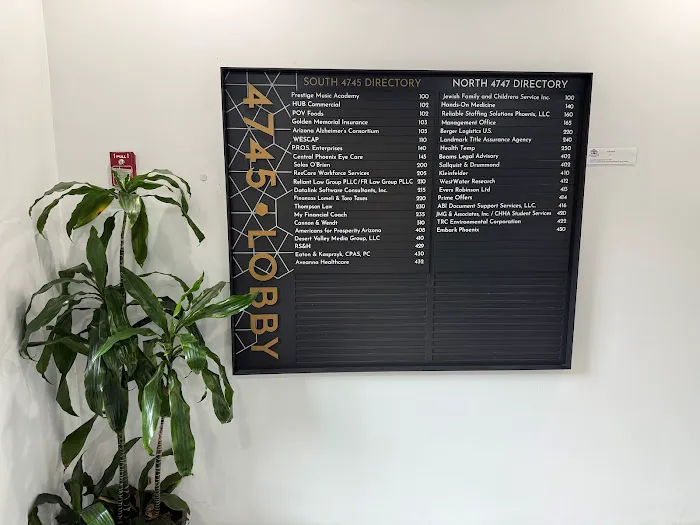 PULL
4745 • LOBBY
SOUTH 4745 DIRECTORY
Prestige Music Academy 100
HUB Commercial 102
POV Foods 102
Golden Memorial Insurance 103
Arizona Alzheimer's Consortium 105
WESCAP 110
P.R.O.S. Enterprises 140
Central Phoenix Eye Care 145
Solas O'Brien 200
RevCore Workforce Services 205
Reliant Law Group PLLC/FR Law Group PLLC 210
Datalink Software Consultants, Inc. 215
Finacass Lomeli & Toro Taxes 220
Thompson Law 230
My Financial Coach 235
Cannon & Wendt 310
Americans for Prosperity Arizona 408
Desert Valley Media Group, LLC 410
RS&H 429
Eaton & Kasprzyk, CPAS, PC 430
Aveanna Healthcare 432
NORTH 4747 DIRECTORY
Jewish Family and Childrens Service Inc. 100
Hands-On Medicine 140
Reliable Staffing Solutions Phoenix, LLC 160
Management Office 165
Berger Logistics U.S. 220
Landmark Title Assurance Agency 240
Health Temp 250
Beams Legal Advisory 402
Sallquist & Drummond 402
Kleinfelder 410
WestWater Research 412
Evers Robinson Ltd 413
Prime Offers 414
ABI Document Support Services, LLC. 416
JMG & Associates, Inc. / GHHA Student Services 420
TRC Environmental Corporation 422
Embark Phoenix 450